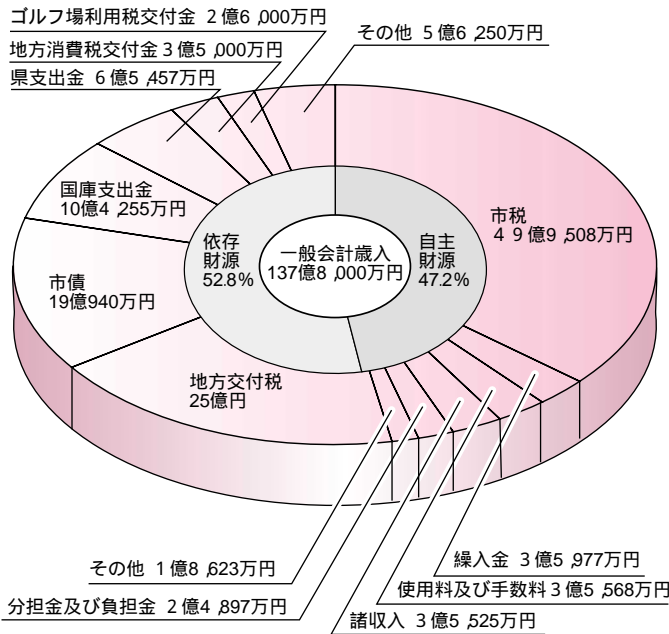 ゴルフ場利用税交付金 2億6,000万円
地方消費税交付金 3億5,000万円
県支出金 6億5,457万円
その他 5億6,250万円
国庫支出金
10億4,255万円
市税
49億9,508万円
依存
財源
52.8%
一般会計歳入
137億8,000万円
自主
財源
47.2%
市債
19億940万円
地方交付税
25億円
その他 1億8,623万円
繰入金 3億5,977万円
使用料及び手数料 3億5,568万円
分担金及び負担金 2億4,897万円
諸収入 3億5,525万円